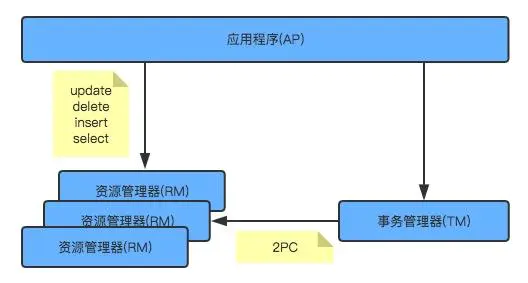 应用程序(AP)
update
delete
insert
select
资源管理器(RM)
资源管理器(RM)
资源管理器(RM)
2PC
事务管理器(TM)